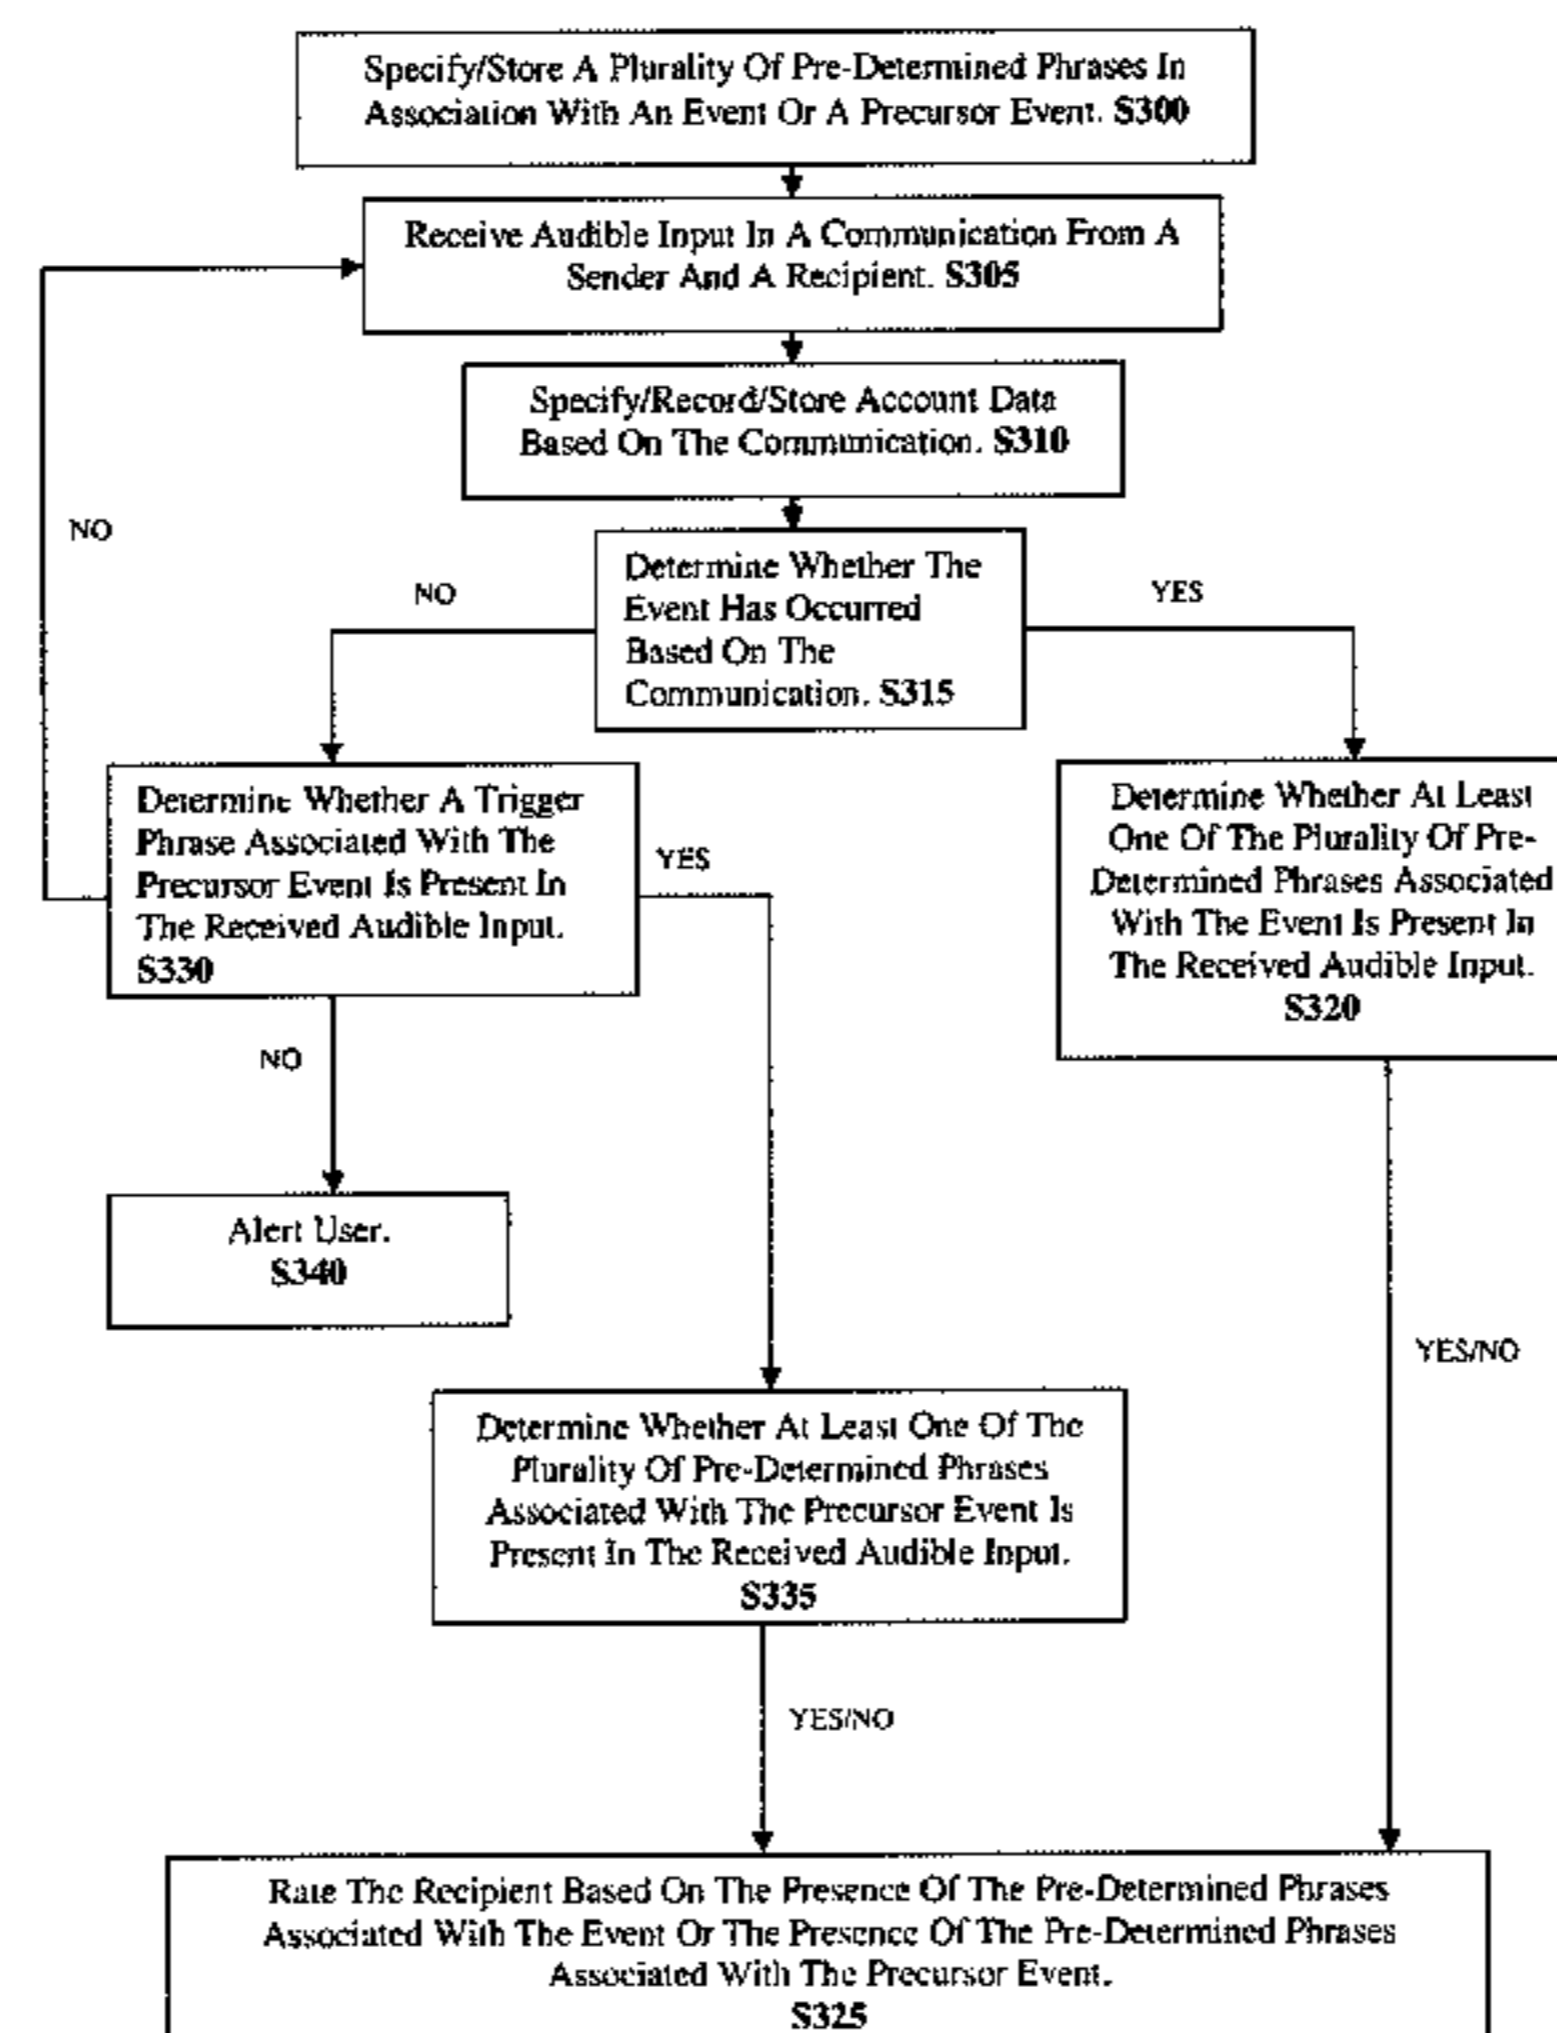 Specify/Store A Plurality Of Pre-Determined Phrases In
Association With An Event Or A Precursor Event. S300
Receive Audible Input In A Communication From A
Sender And A Recipient. S305
Specify/Record/Store Account Data
Based On The Communication. S310
NO
Determine Whether The
Event Has Occurred
Based On The
Communication. S315
NO
YES
Determine Whether A Trigger
Phrase Associated With The
Precursor Event Is Present In
The Received Audible Input.
S330
YES
Determine Whether At Least
One Of The Plurality Of Pre-
Determined Phrases Associated
With The Event Is Present In
The Received Audible Input.
S320
NO
Alert User.
S340
YES/NO
Determine Whether At Least One Of The
Plurality Of Pre-Determined Phrases
Associated With The Precursor Event Is
Present In The Received Audible Input.
S335
YES/NO
Rate The Recipient Based On The Presence Of The Pre-Determined Phrases
Associated With The Event Or The Presence Of The Pre-Determined Phrases
Associated With The Precursor Event.
S325